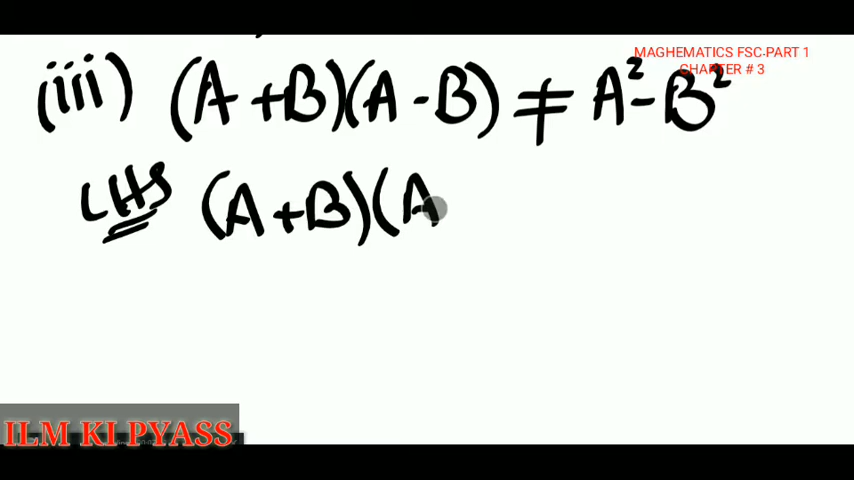 MAGHEMATICS FSC-PART 1
CHAPTER # 3
(iii) (A+B)(A-B) ≠ A²-B²
LHS (A+B)(A
ILM KI PYASS